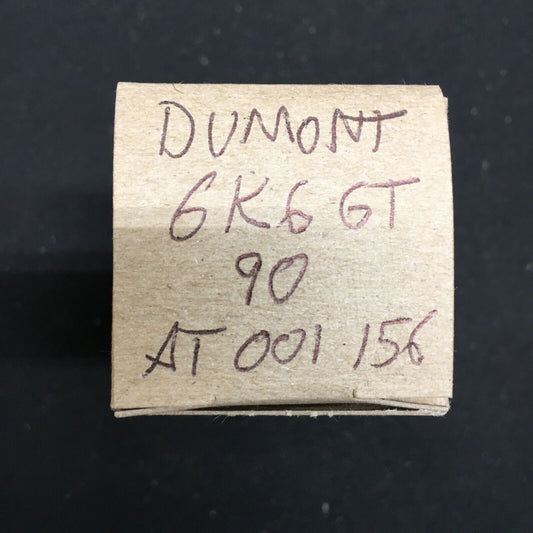 DUMONT
6K6 GT
90
AT 001 156